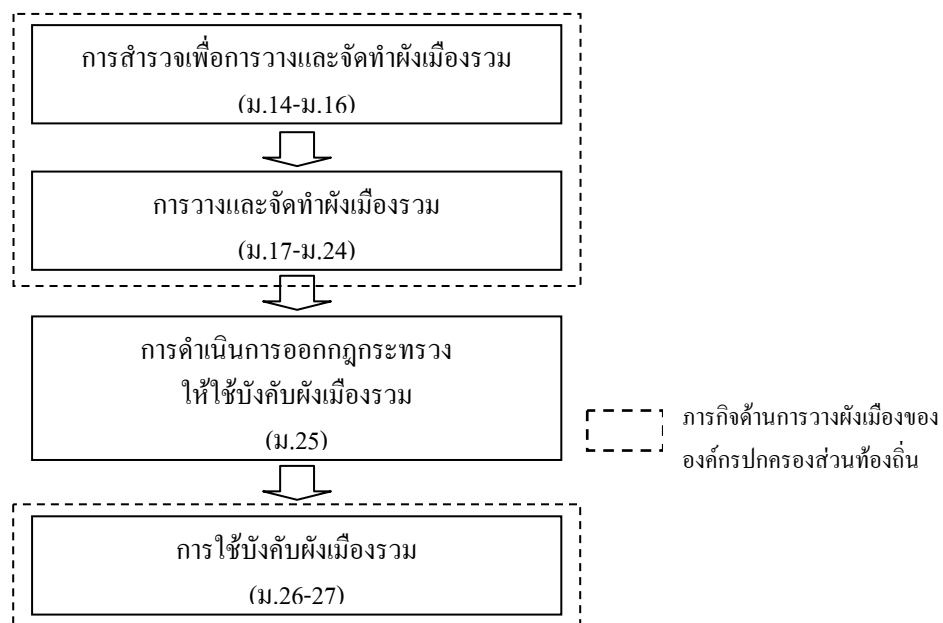 การสำรวจเพื่อการวางและจัดทำผังเมืองรวม
(ม.14-ม.16)
การวางและจัดทำผังเมืองรวม
(ม.17-ม.24)
การดำเนินการออกกฎกระทรวง
ให้ใช้บังคับผังเมืองรวม
(ม.25)
ภารกิจด้านการวางผังเมืองของ
องค์กรปกครองส่วนท้องถิ่น
การใช้บังคับผังเมืองรวม
(ม.26-27)